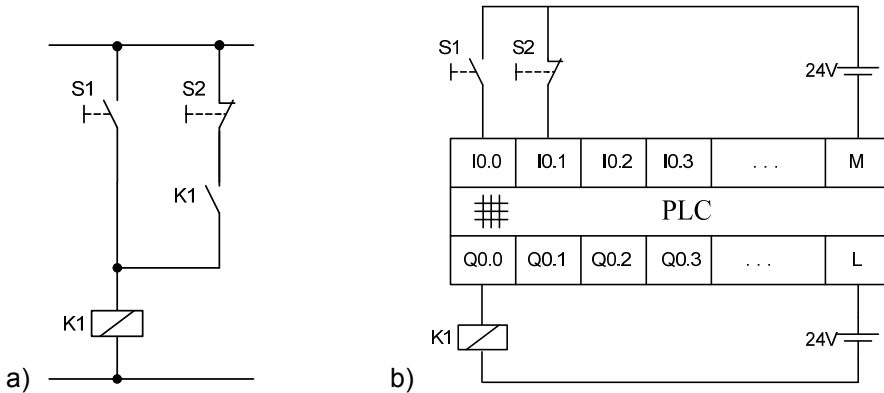 S1
S2
K1
K1
a)
S1
S2
24V
I0.0 I0.1 I0.2 I0.3 ... M
PLC
Q0.0 Q0.1 Q0.2 Q0.3 ... L
K1
24V
b)